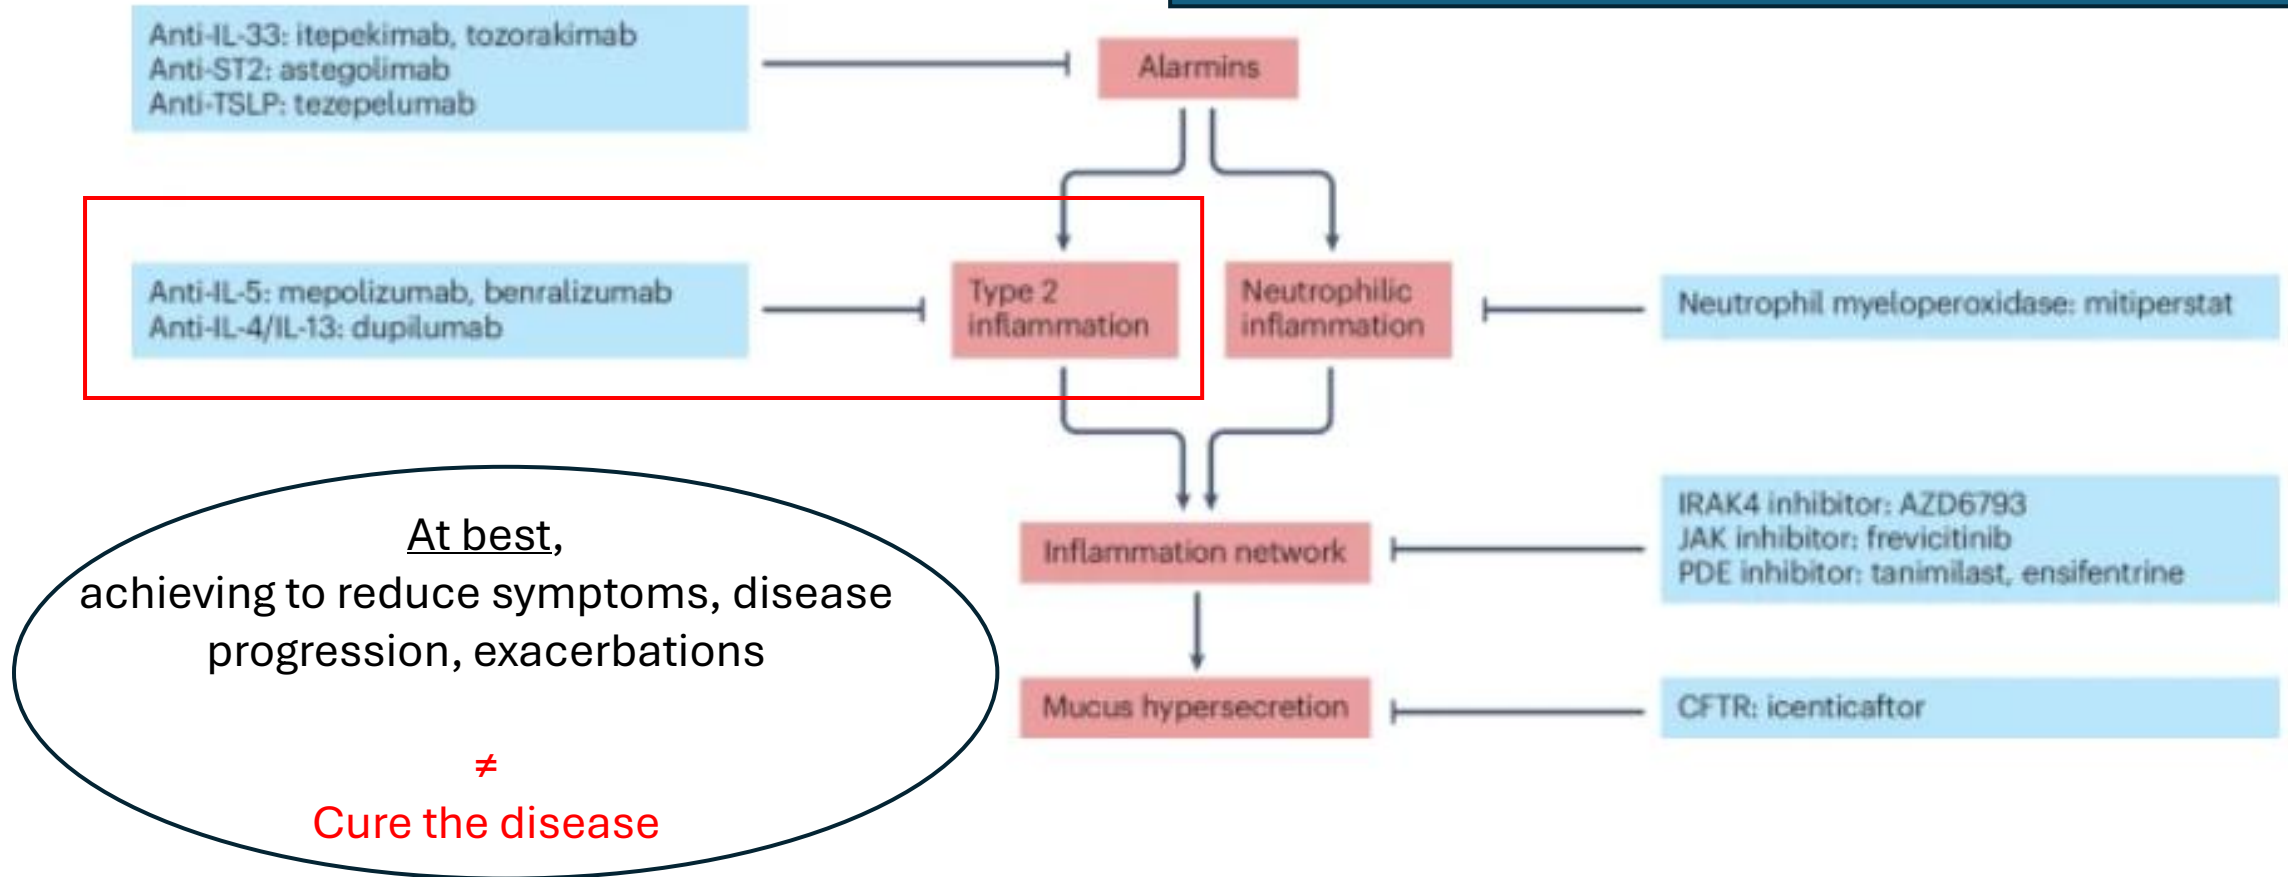 Anti-IL-33: itepekimab, tozorakimab
Anti-ST2: astegolimab
Anti-TSLP: tezepelumab
Alarmins
Anti-IL-5: mepolizumab, benralizumab
Anti-IL-4/IL-13: dupilumab
Type 2
inflammation
Neutrophilic
inflammation
Neutrophil myeloperoxidase: mitiperstat
At best,
achieving to reduce symptoms, disease
progression, exacerbations
≠
Cure the disease
Inflammation network
IRAK4 inhibitor: AZD6793
JAK inhibitor: frevicitinib
PDE inhibitor: tanimilast, ensifentrine
Mucus hypersecretion
CFTR: icenticaftor